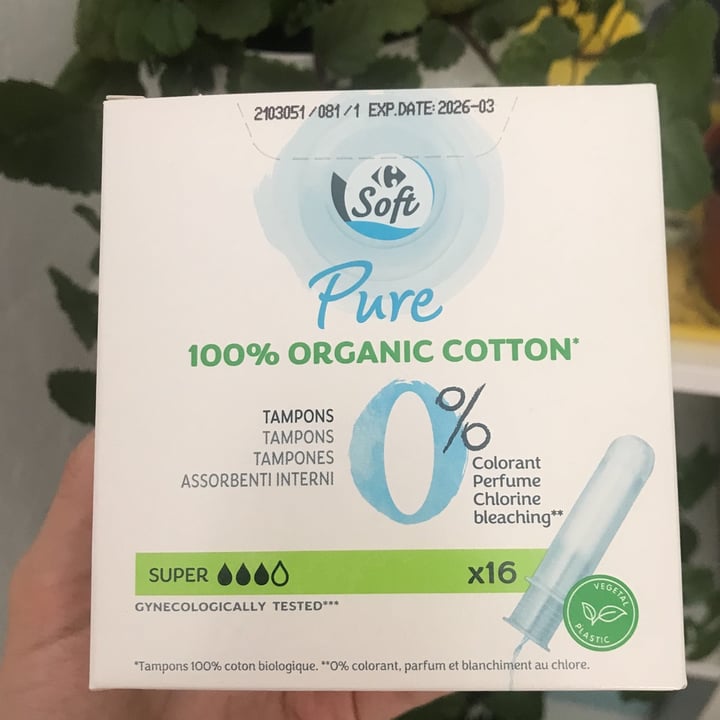 2103051/081/1 EXP.DATE: 2026-03
Soft
Pure
100% ORGANIC COTTON*
TAMPONS
TAMPONS
TAMPONES
ASSORBENTI INTERNI
0%
Colorant
Perfume
Chlorine
bleaching**
SUPER
x16
GYNECOLOGICALLY TESTED***
VEGETAL
PLASTIC
*Tampons 100% coton biologique. **0% colorant, parfum et blanchiment au chlore.